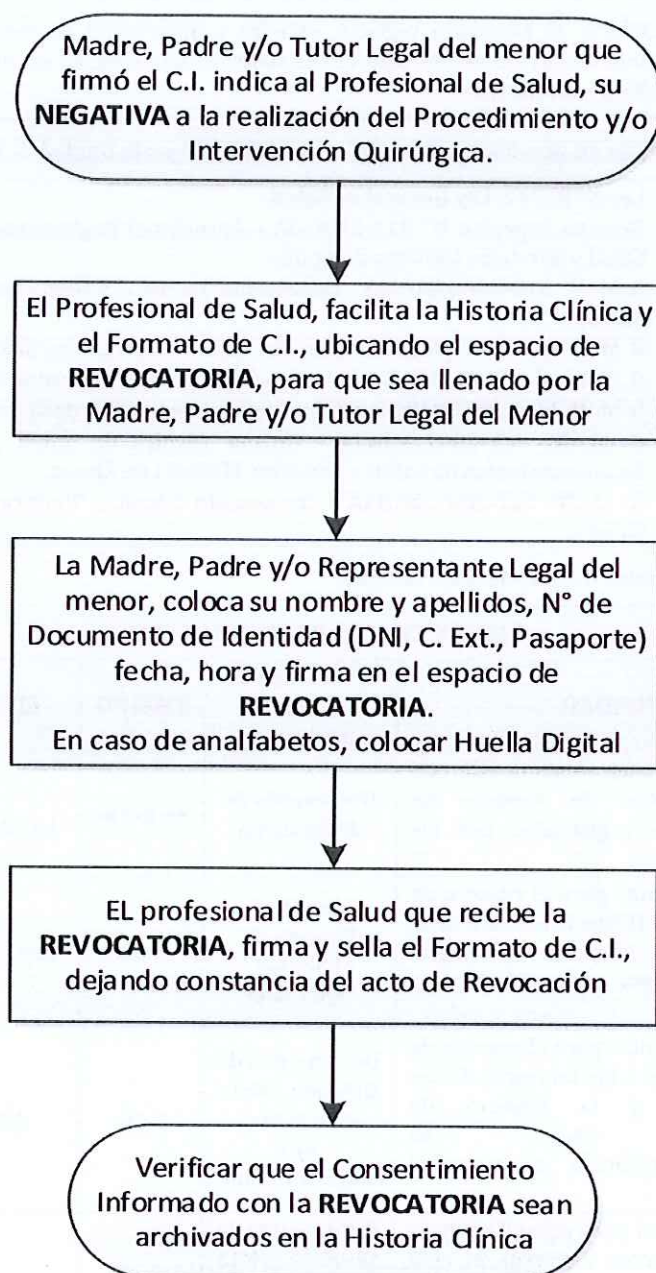 Madre, Padre y/o Tutor Legal del menor que
firmó el C.I. indica al Profesional de Salud, su
NEGATIVA a la realización del Procedimiento y/o
Intervención Quirúrgica.
El Profesional de Salud, facilita la Historia Clínica y
el Formato de C.I., ubicando el espacio de
REVOCATORIA, para que sea llenado por la
Madre, Padre y/o Tutor Legal del Menor
La Madre, Padre y/o Representante Legal del
menor, coloca su nombre y apellidos, N° de
Documento de Identidad (DNI, C. Ext., Pasaporte)
fecha, hora y firma en el espacio de
REVOCATORIA.
En caso de analfabetos, colocar Huella Digital
EL profesional de Salud que recibe la
REVOCATORIA, firma y sella el Formato de C.I.,
dejando constancia del acto de Revocación
Verificar que el Consentimiento
Informado con la REVOCATORIA sean
archivados en la Historia Clínica